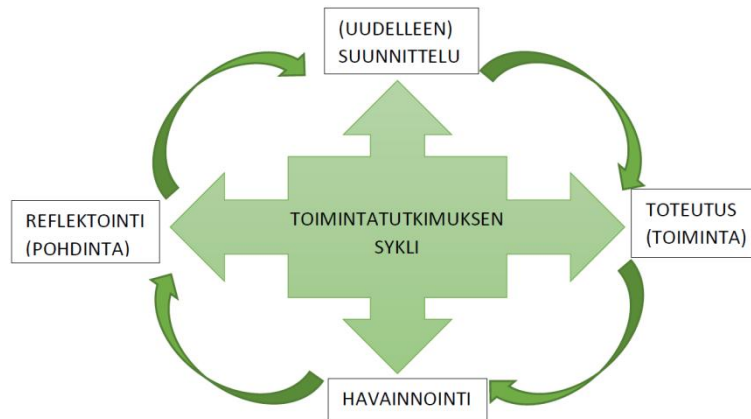 (UUDELLEEN)
SUUNNITTELU
REFLEKTOINTI
(POHDINTA)
TOIMINTATUTKIMUKSEN
SYKLI
TOTEUTUS
(TOIMINTA)
HAVAINNOINTI